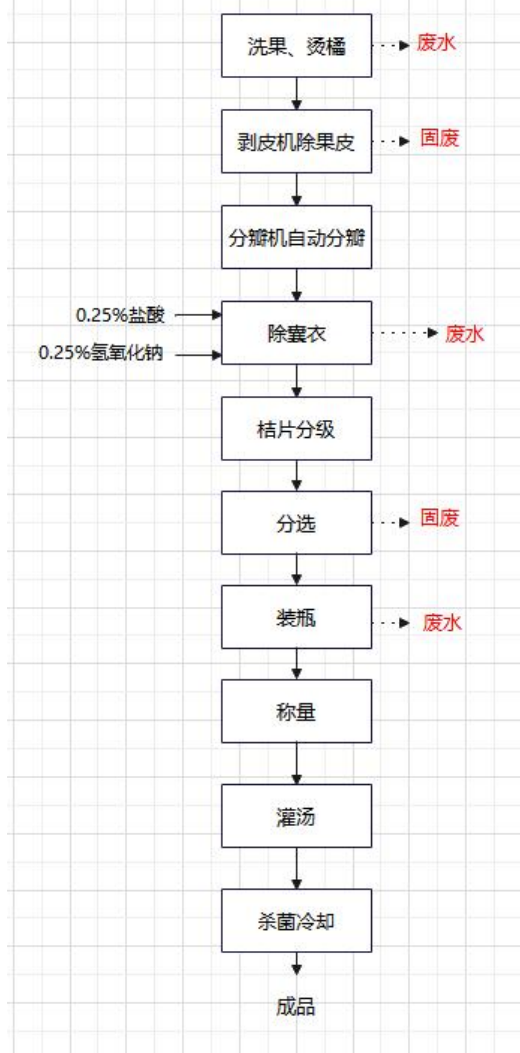 洗果、烫橘
废水
剥皮机除果皮
固废
分瓣机自动分瓣
0.25%盐酸
0.25%氢氧化钠
除囊衣
废水
桔片分级
分选
固废
装瓶
废水
称量
灌汤
杀菌冷却
成品